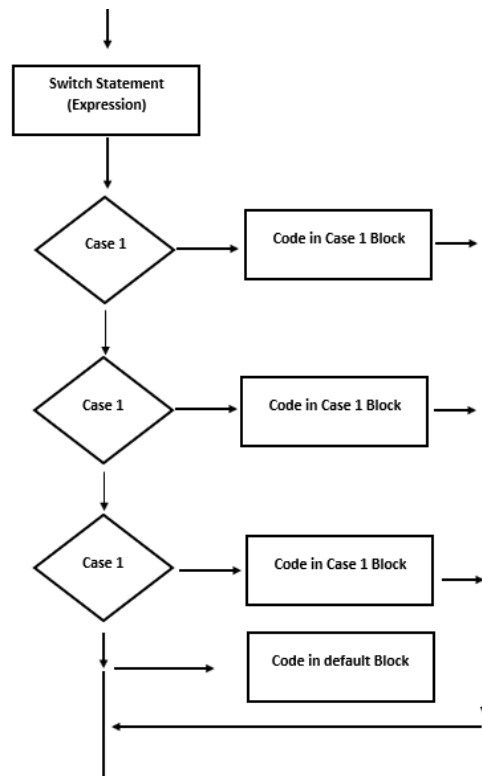 Switch Statement
(Expression)
Case 1
Code in Case 1 Block
Case 1
Code in Case 1 Block
Case 1
Code in Case 1 Block
Code in default Block